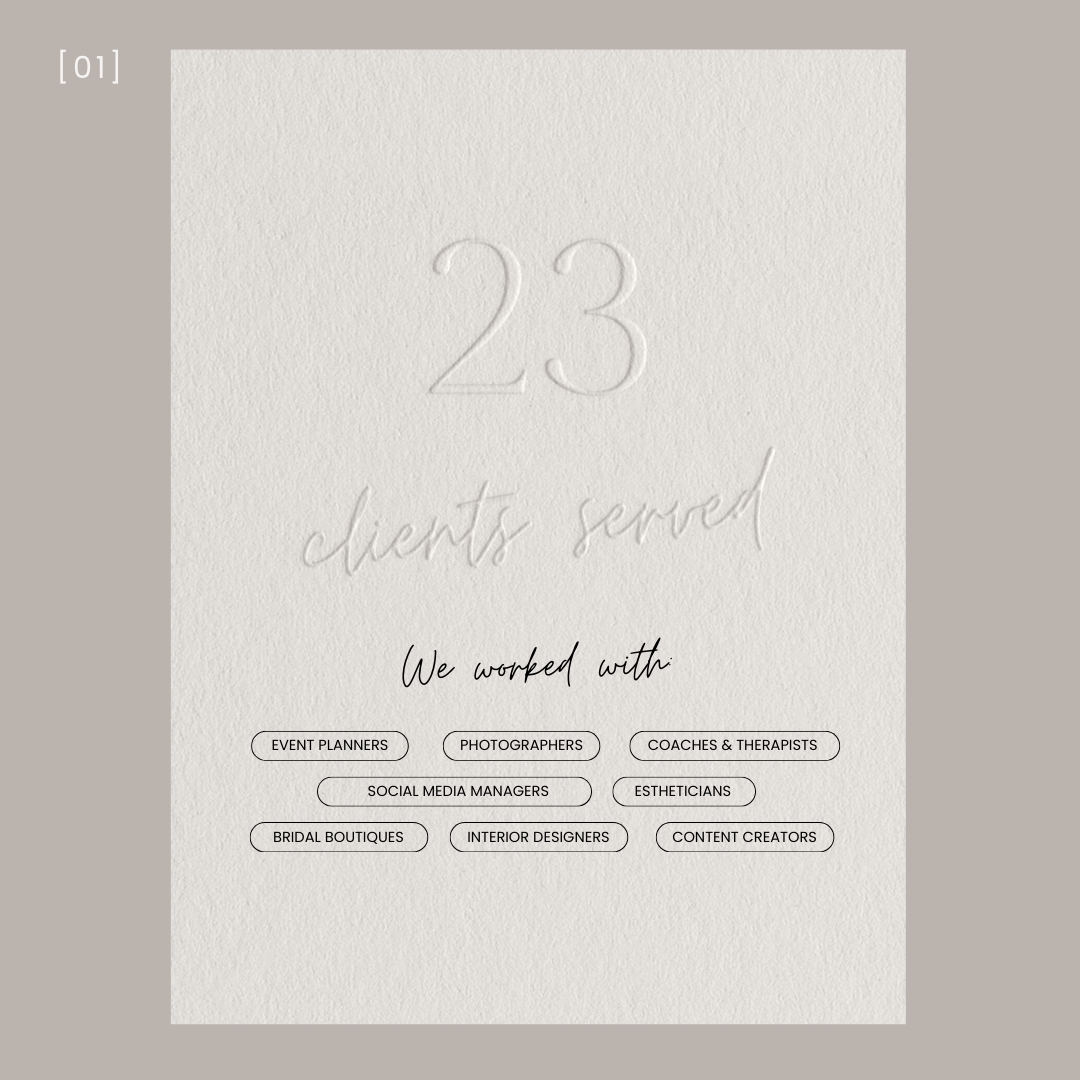 [01]
23
clients served
We worked with:
EVENT PLANNERS PHOTOGRAPHERS COACHES & THERAPISTS
SOCIAL MEDIA MANAGERS ESTHETICIANS
BRIDAL BOUTIQUES INTERIOR DESIGNERS CONTENT CREATORS